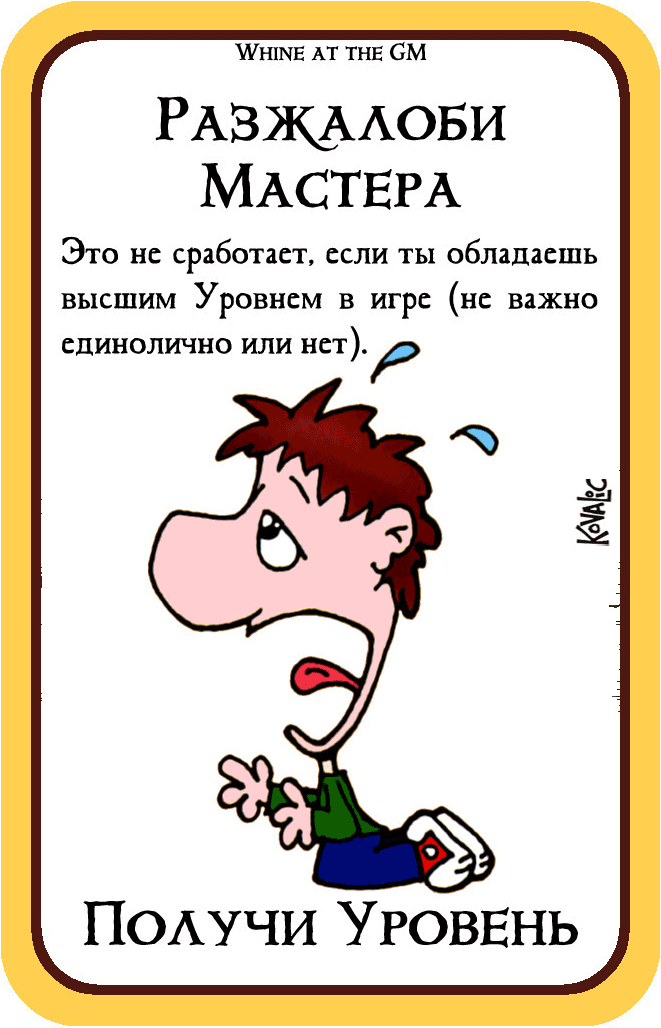 Whine at the GM
Разжалоби
Мастера
Это не сработает, если ты обладаешь
высшим Уровнем в игре (не важно
единолично или нет).
Kovalic
Получи Уровень